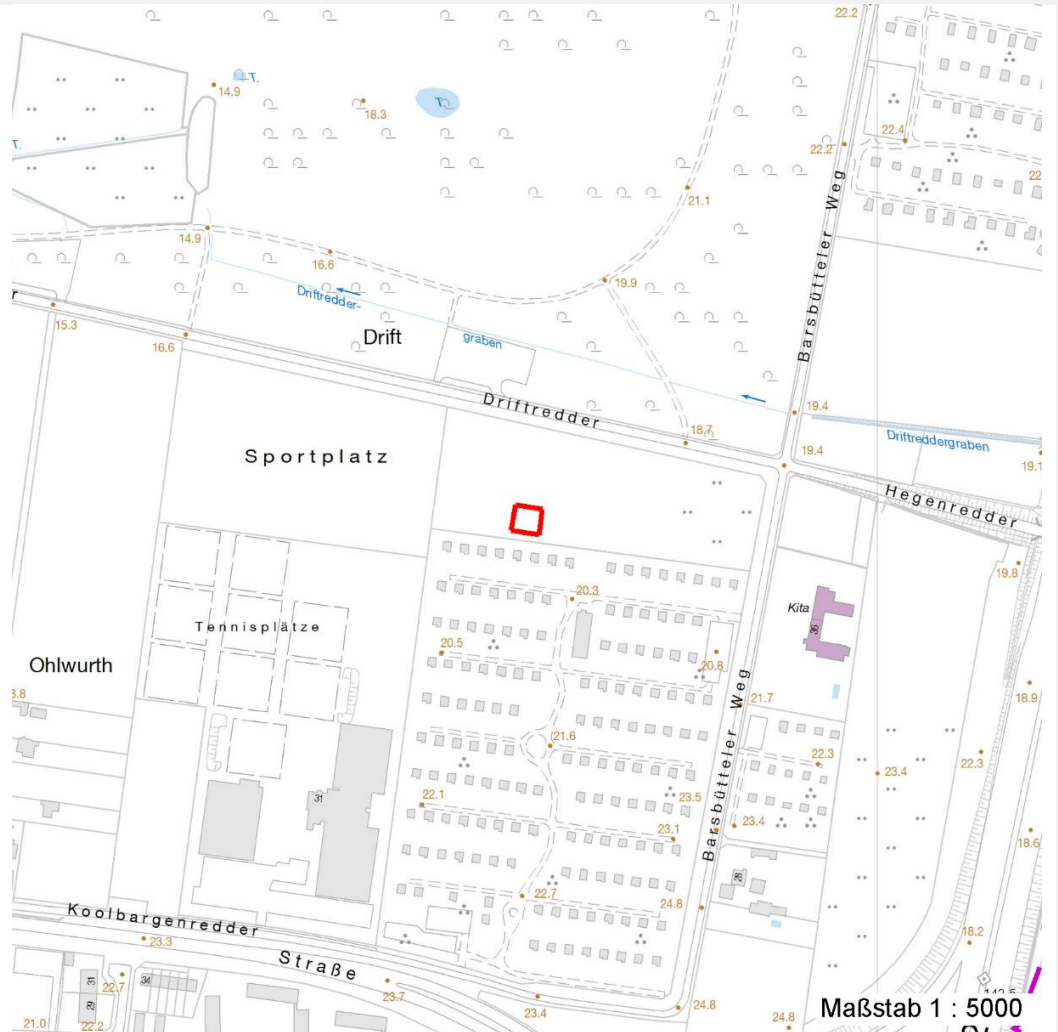 22.2
T.
14.9
18.3
T.
22.4
T.
22.2
22
21.1
Barsbütteler Weg
14.9
16.6
19.9
Driftredder-
graben
r
15.3
Drift
16.6
Driftredder
19.4
18.7
19.4
Driftreddergraben
19.1
Sportplatz
Hegenredder
19.8
20.3
Kita
36
Tennisplätze
20.5
20.8
Ohlwurth
18.9
8.8
21.7
Barsbütteler Weg
21.6
22.3
22.3
23.4
31
22.1
23.5
23.1
23.4
18.6
28
22.7
24.8
Koolbargenredder
23.3
18.2
Straße
31
22.7
34
23.7
29
23.4
24.8
21.0
22.2
24.8
Maßstab 1 : 5000